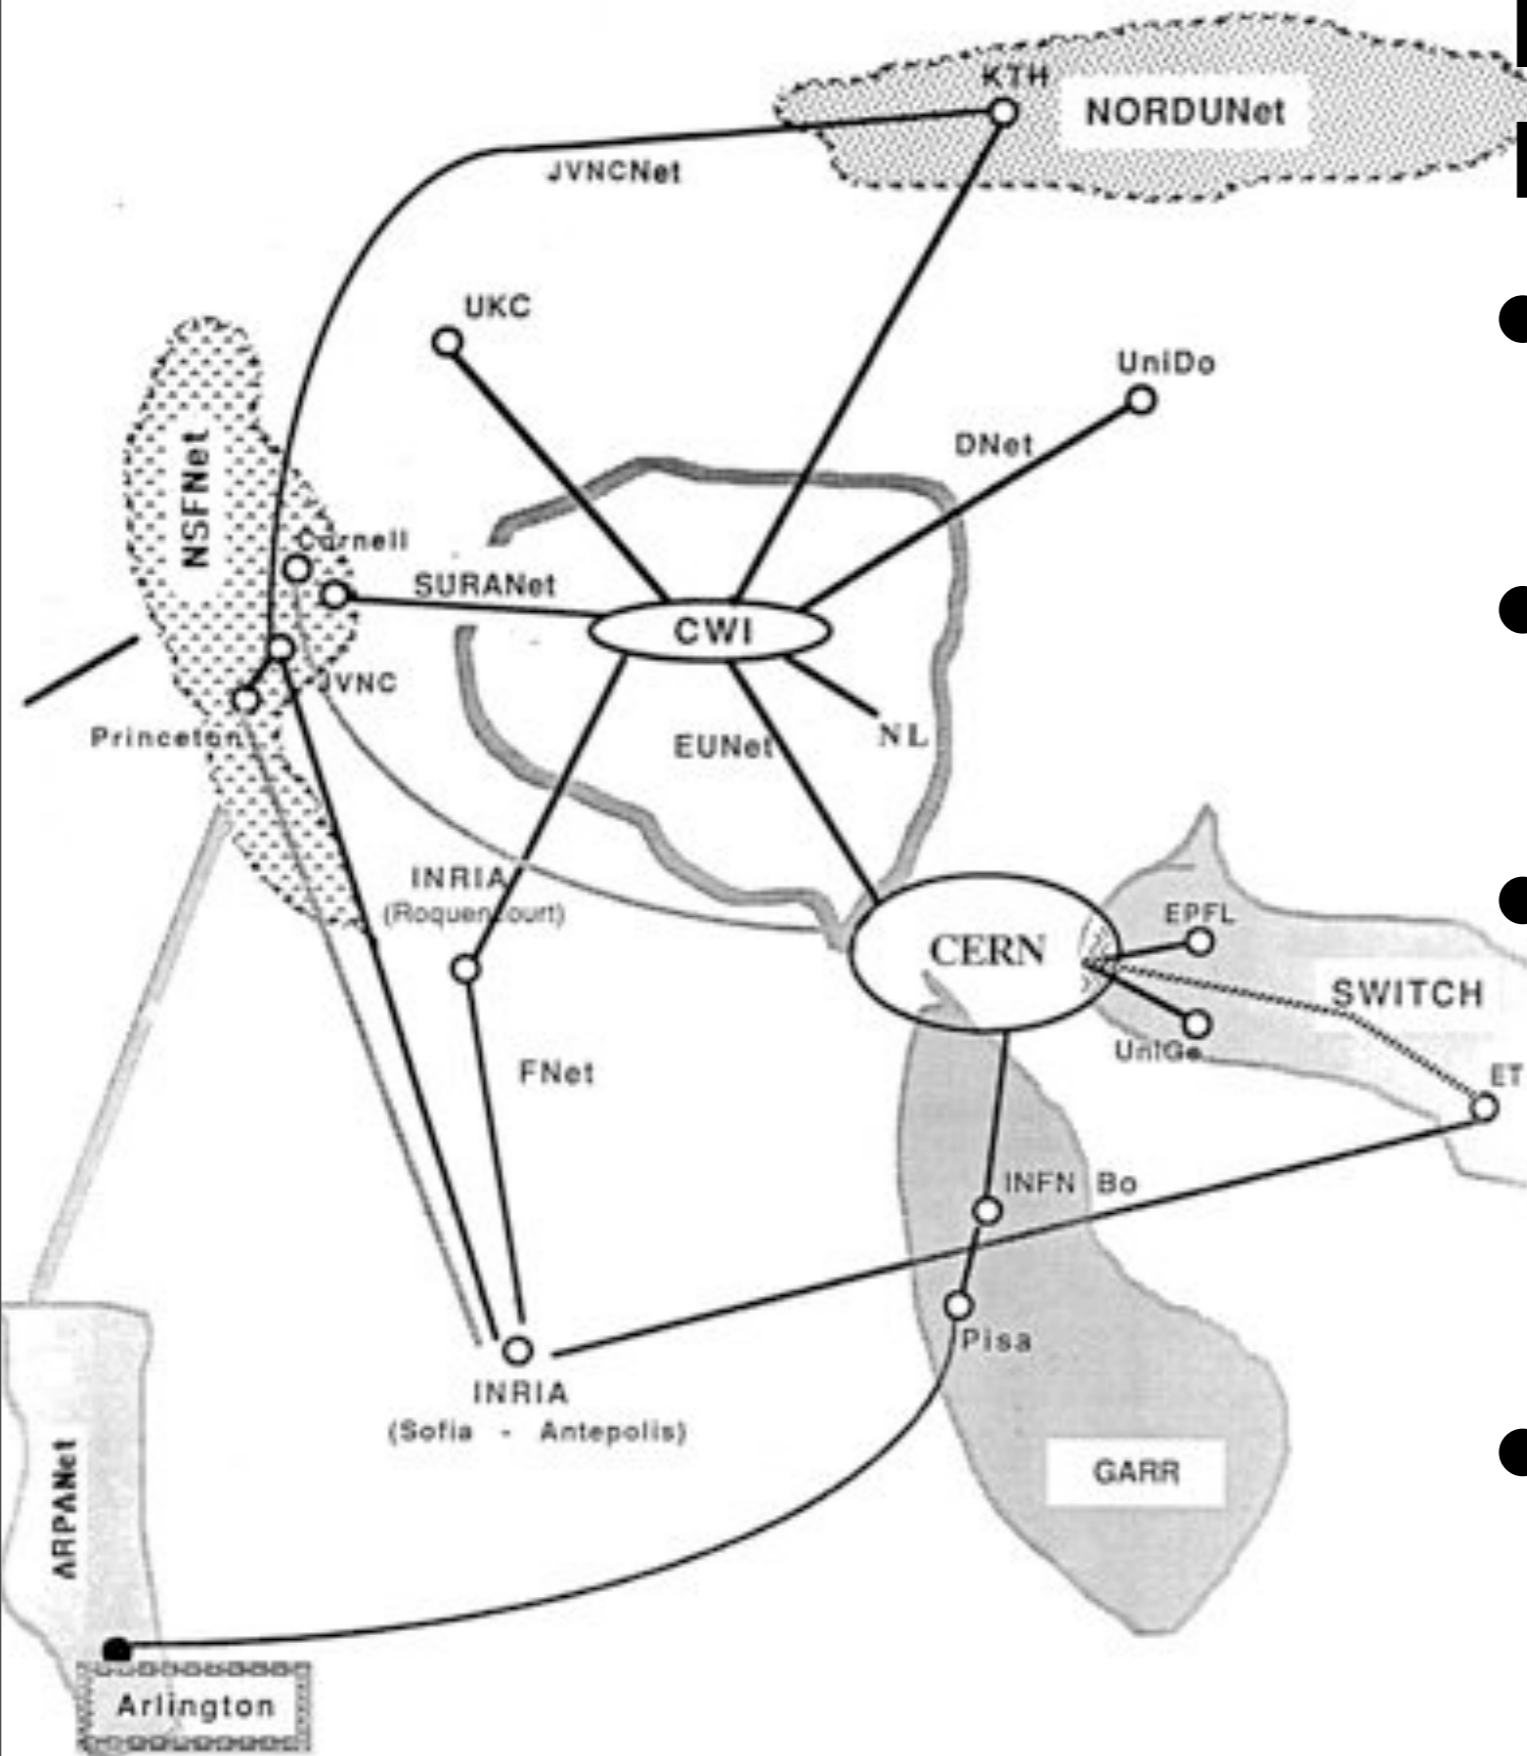 KTH
NORDUNet
JVNCNet
UKC
UniDo
DNet
NSFNet
Cornell
SURANet
CWI
JVNC
Princeton
EUNet
NL
INRIA
(Roquencourt)
CERN
EPFL
SWITCH
UniGe
ET
FNet
INFN Bo
Pisa
INRIA
(Sofia - Antepolis)
GARR
ARPANet
Arlington